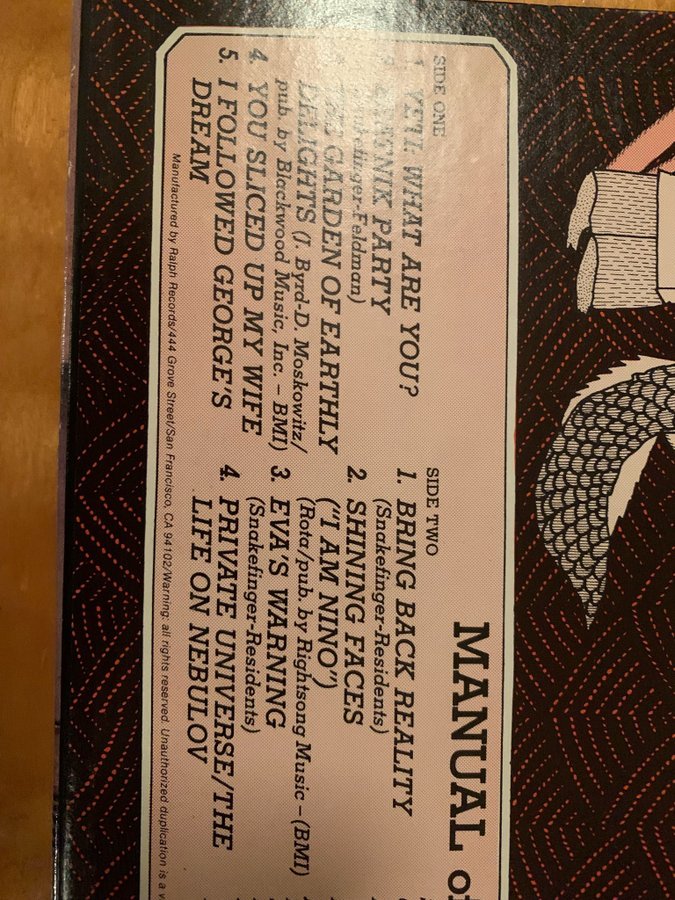 MANUAL of
SIDE ONE
1. YETI: WHAT ARE YOU?
2. BEATNIK PARTY
(Snakefinger-Feldman)
3. THE GARDEN OF EARTHLY
DELIGHTS (J. Byrd-D. Moskowitz/
pub. by Blackwood Music, Inc. – BMI)
4. YOU SLICED UP MY WIFE
5. I FOLLOWED GEORGE'S
DREAM
SIDE TWO
1. BRING BACK REALITY
(Snakefinger-Residents)
2. SHINING FACES
("I AM NINO")
(Rota/pub. by Rightsong Music – (BMI)
3. EVA'S WARNING
(Snakefinger-Residents)
4. PRIVATE UNIVERSE/THE
LIFE ON NEBULOV
Manufactured by Ralph Records/444 Grove Street/San Francisco, CA 94102/Warning: all rights reserved. Unauthorized duplication is a